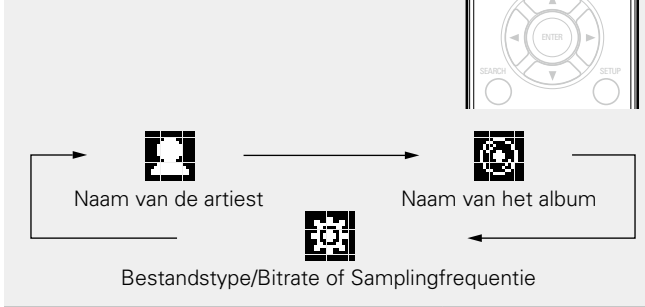 ENTER
SEARCH SETUP
Naam van de artiest Naam van het album
Bestandstype/Bitrate of Samplingfrequentie